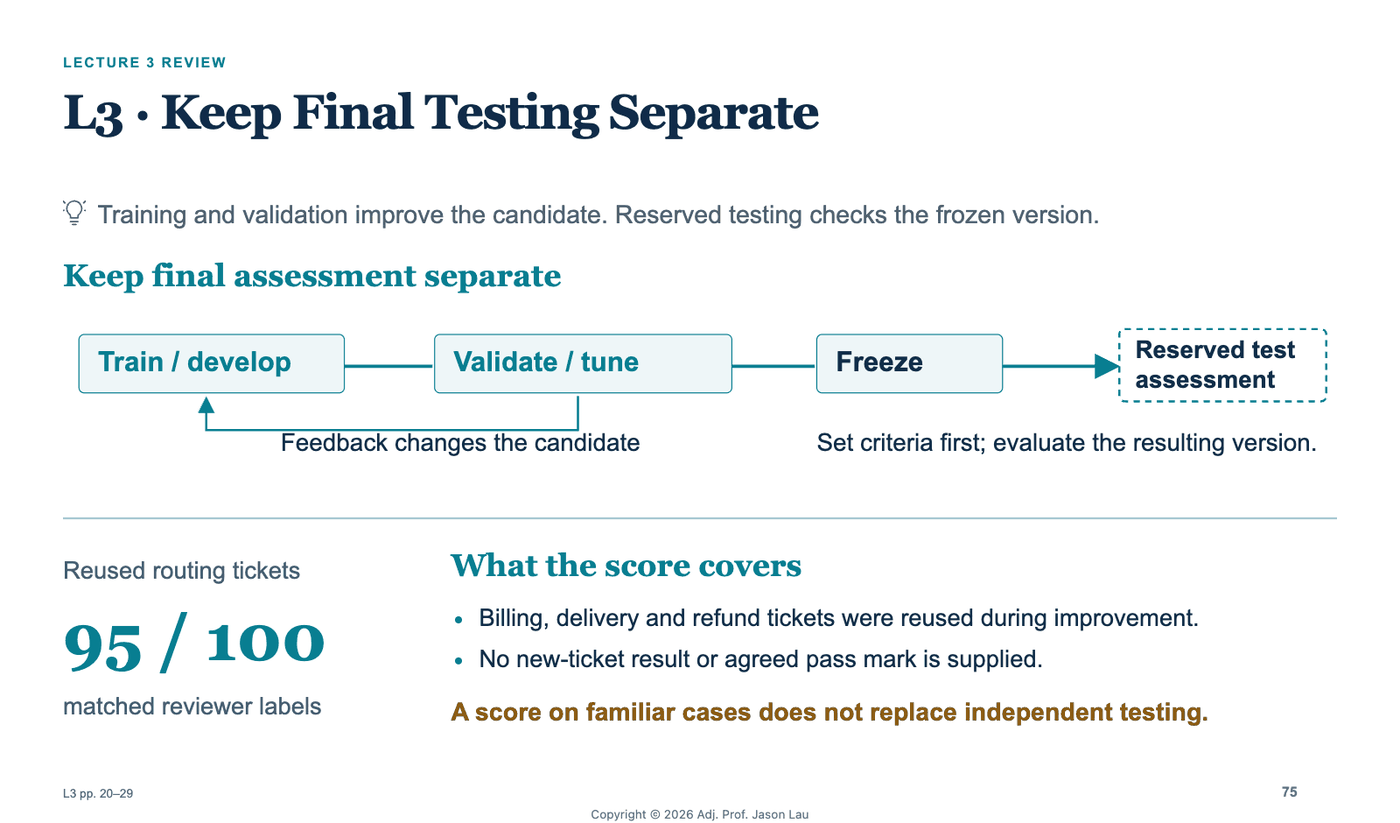 LECTURE 3 REVIEW
L3 · Keep Final Testing Separate
Training and validation improve the candidate. Reserved testing checks the frozen version.
Keep final assessment separate
Train / develop
Validate / tune
Freeze
Reserved test
assessment
Feedback changes the candidate
Set criteria first; evaluate the resulting version.
Reused routing tickets
95 / 100
matched reviewer labels
What the score covers
• Billing, delivery and refund tickets were reused during improvement.
• No new-ticket result or agreed pass mark is supplied.
A score on familiar cases does not replace independent testing.
L3 pp. 20–29
75
Copyright © 2026 Adj. Prof. Jason Lau